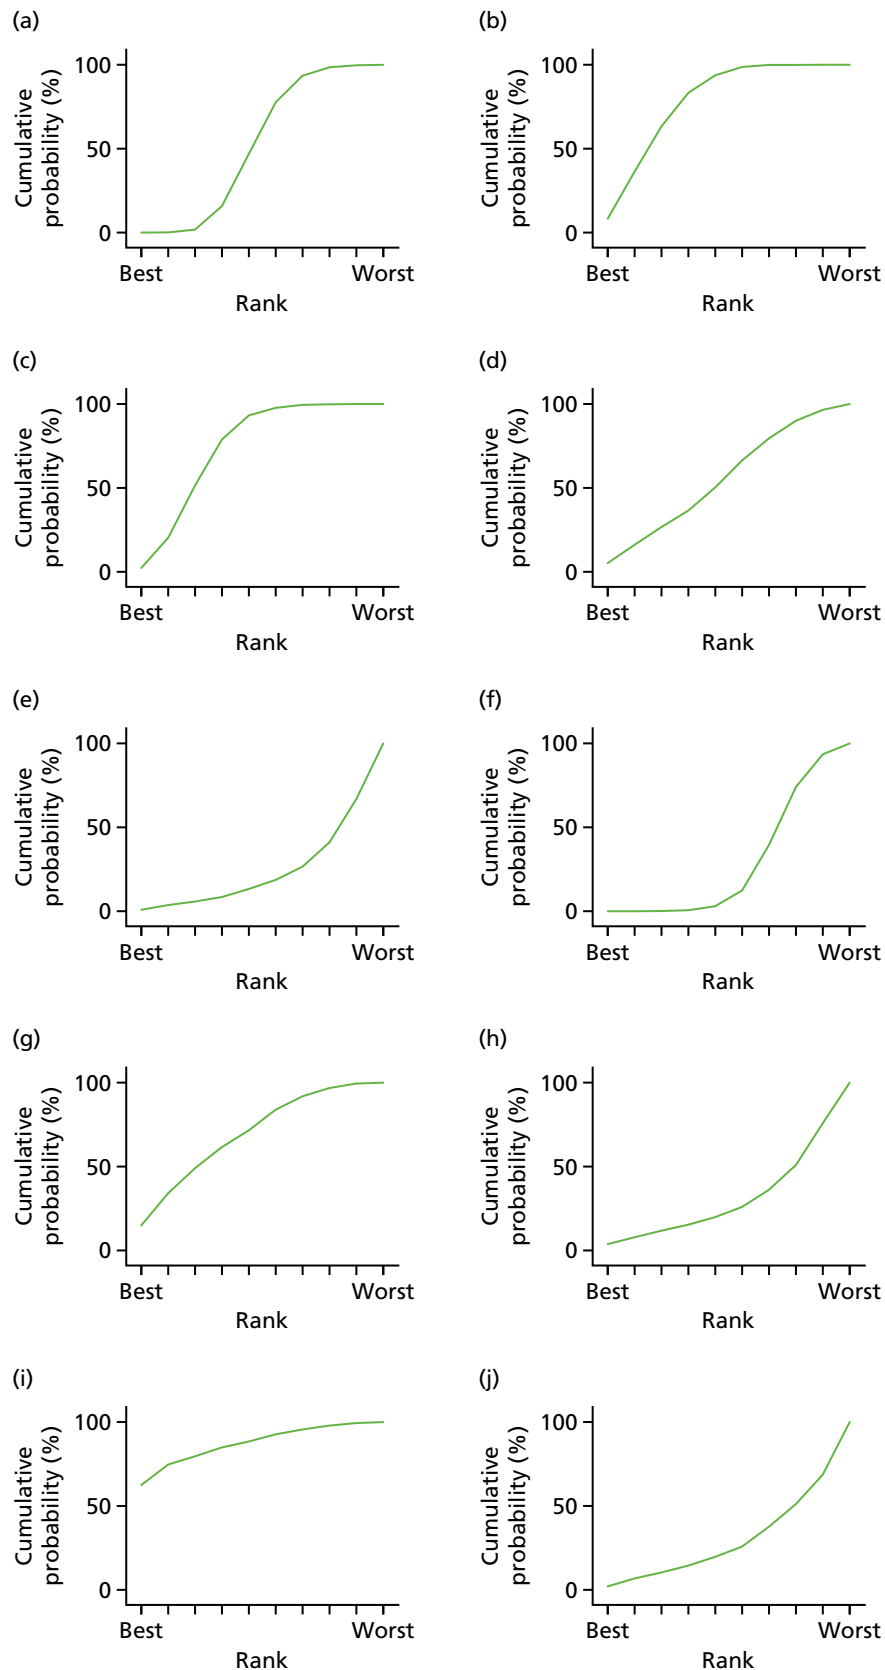 (a)
Cumulative
probability (%)
100
50
0
Best
Worst
Rank
(b)
Cumulative
probability (%)
100
50
0
Best
Worst
Rank
(c)
Cumulative
probability (%)
100
50
0
Best
Worst
Rank
(d)
Cumulative
probability (%)
100
50
0
Best
Worst
Rank
(e)
Cumulative
probability (%)
100
50
0
Best
Worst
Rank
(f)
Cumulative
probability (%)
100
50
0
Best
Worst
Rank
(g)
Cumulative
probability (%)
100
50
0
Best
Worst
Rank
(h)
Cumulative
probability (%)
100
50
0
Best
Worst
Rank
(i)
Cumulative
probability (%)
100
50
0
Best
Worst
Rank
(j)
Cumulative
probability (%)
100
50
0
Best
Worst
Rank